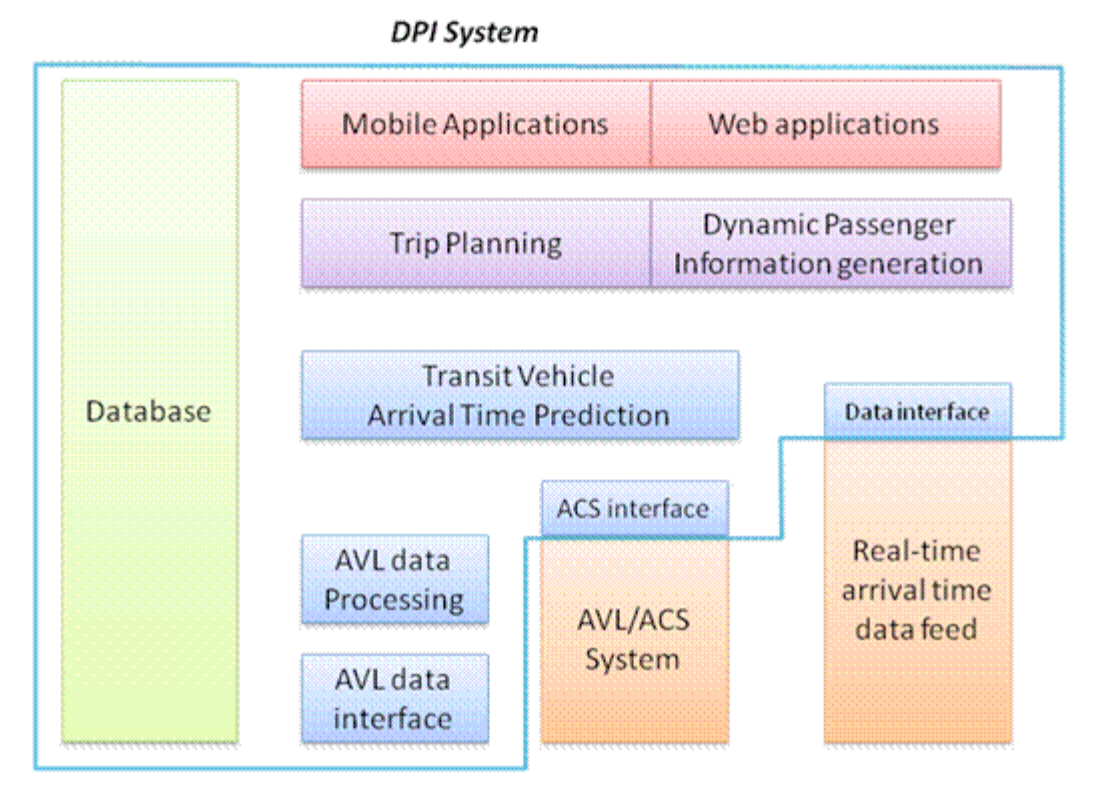 DPI System
Mobile Applications
Web applications
Trip Planning
Dynamic Passenger
Information generation
Transit Vehicle
Arrival Time Prediction
Database
Data interface
ACS interface
AVL data
Processing
Real-time
arrival time
data feed
AVL/ACS
System
AVL data
interface